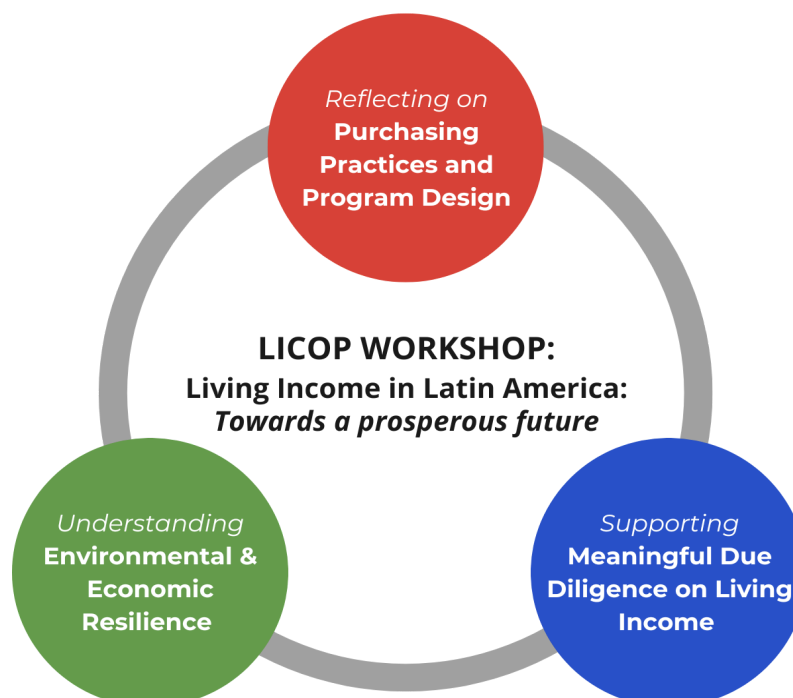 Reflecting on
Purchasing
Practices and
Program Design
LICOP WORKSHOP:
Living Income in Latin America:
Towards a prosperous future
Understanding
Environmental &
Economic
Resilience
Supporting
Meaningful Due
Diligence on Living
Income